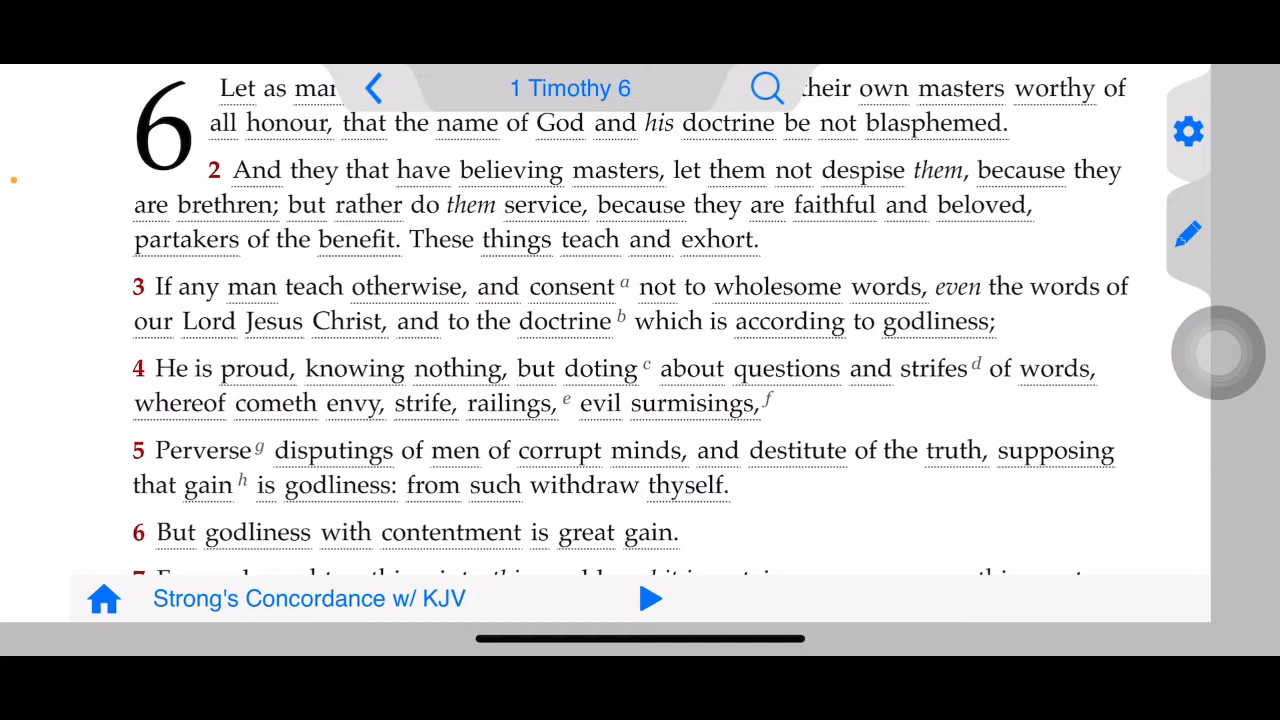 1 Timothy 6
6 Let as their own masters worthy of
all honour, that the name of God and his doctrine be not blasphemed.
2 And they that have believing masters, let them not despise them, because they
are brethren; but rather do them service, because they are faithful and beloved,
partakers of the benefit. These things teach and exhort.
3 If any man teach otherwise, and consent a not to wholesome words, even the words of
our Lord Jesus Christ, and to the doctrine b which is according to godliness;
4 He is proud, knowing nothing, but doting c about questions and strifes d of words,
whereof cometh envy, strife, railings, e evil surmisings, f
5 Perverse g disputings of men of corrupt minds, and destitute of the truth, supposing
that gain h is godliness: from such withdraw thyself.
6 But godliness with contentment is great gain.
Strong's Concordance w/ KJV